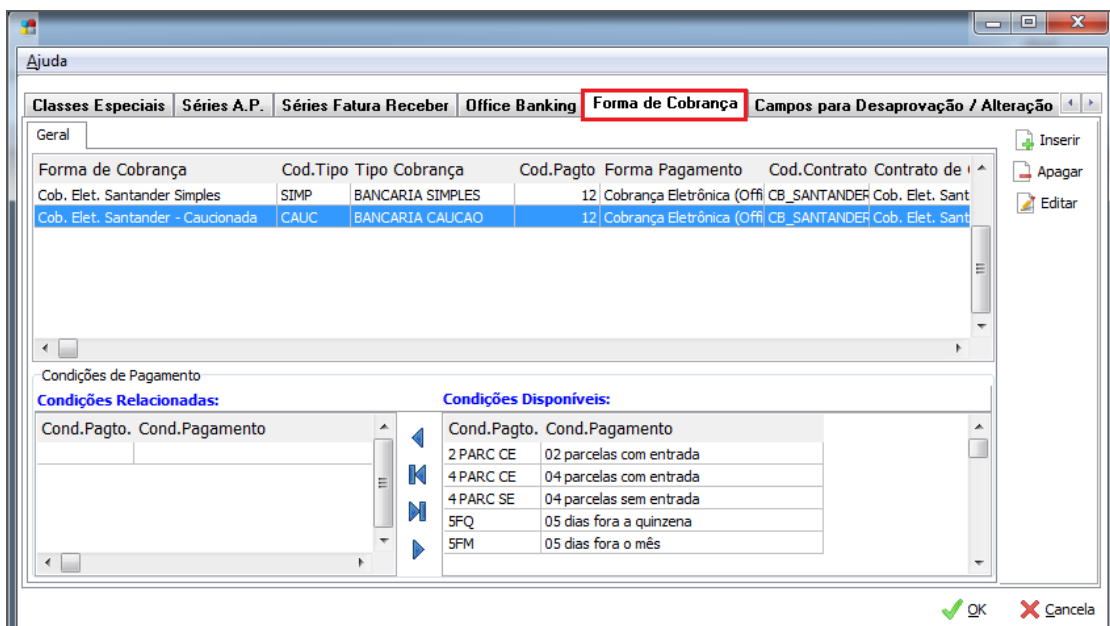 Ajuda
Classes Especiais Séries A.P. Séries Fatura Receber Office Banking Forma de Cobrança Campos para Desaprovação / Alteração
Geral
Inserir
Apagar
Editar
Forma de Cobrança Cod.Tipo Tipo Cobrança Cod.Pagto Forma Pagamento Cod.Contrato Contrato de
Cob. Elet. Santander Simples SIMP BANCARIA SIMPLES 12 Cobrança Eletrônica (Offi CB_SANTANDER Cob. Elet. Sant
Cob. Elet. Santander - Caucionada CAUC BANCARIA CAUCAO 12 Cobrança Eletrônica (Offi CB_SANTANDER Cob. Elet. Sant
Condições de Pagamento
Condições Relacionadas: Condições Disponíveis:
Cond.Pagto. Cond.Pagamento Cond.Pagto. Cond.Pagamento
2 PARC CE 02 parcelas com entrada
4 PARC CE 04 parcelas com entrada
4 PARC SE 04 parcelas sem entrada
5FQ 05 dias fora a quinzena
5FM 05 dias fora o mês
OK Cancela